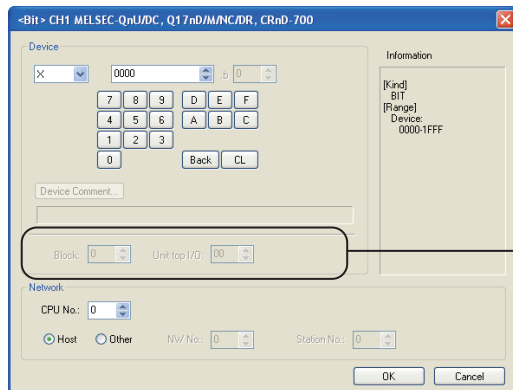 <Bit> CH1 MELSEC-QnU/DC, Q17nD/M/NC/DR, CRnD-700
Device
Information
X 0000 .b 0
[Kind]
BIT
[Range]
Device:
0000-1FFF
7 8 9 D E F
4 5 6 A B C
1 2 3
0 Back CL
Device Comment...
Block: 0 Unit top I/O: 00
Network
CPU No.: 0
Host Other NW No.: 0 Station No.: 0
OK Cancel